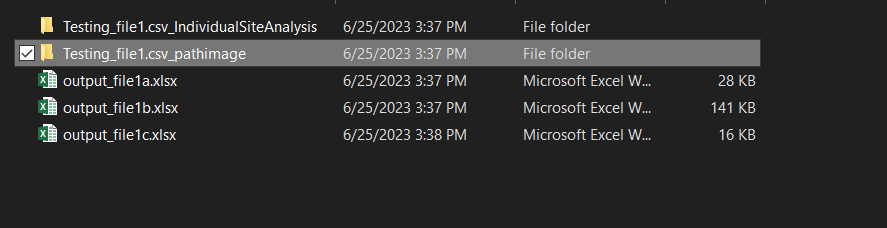 Testing_file1.csv_IndividualSiteAnalysis 6/25/2023 3:37 PM File folder
Testing_file1.csv_pathimage 6/25/2023 3:37 PM File folder
output_file1a.xlsx 6/25/2023 3:37 PM Microsoft Excel W... 28 KB
output_file1b.xlsx 6/25/2023 3:37 PM Microsoft Excel W... 141 KB
output_file1c.xlsx 6/25/2023 3:38 PM Microsoft Excel W... 16 KB